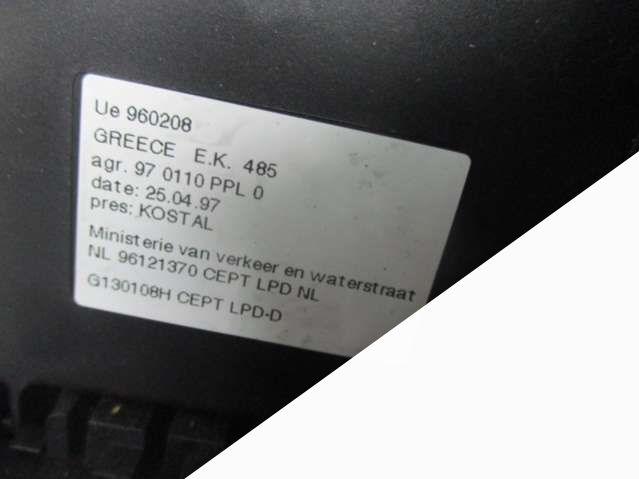 Ue 960208
GREECE E.K. 485
agr. 97 0110 PPL 0
date: 25.04.97
pres: KOSTAL
Ministerie van verkeer en waterstraat
NL 96121370 CEPT LPD NL
G130108H CEPT LPD-D